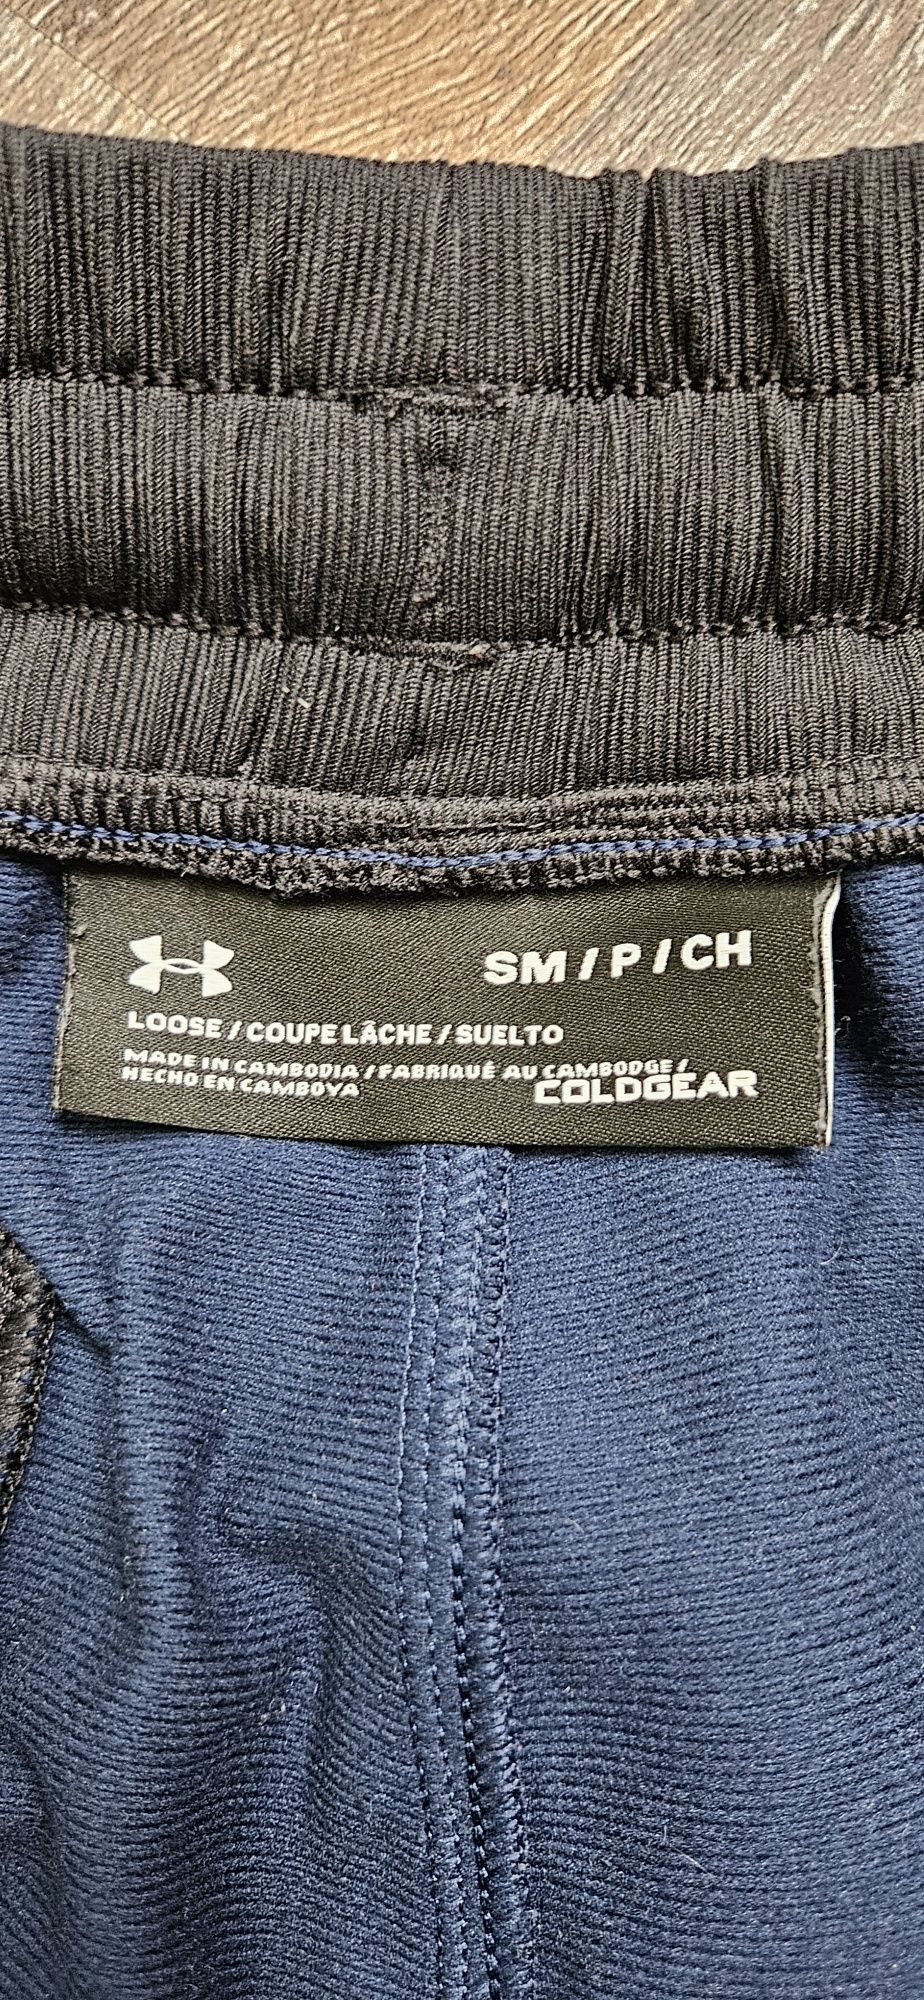 SM / P / CH
LOOSE / COUPE LÂCHE / SUELTO
MADE IN CAMBODIA / FABRIQUÉ AU CAMBODGE /
HECHO EN CAMBOYA
COLDGEAR